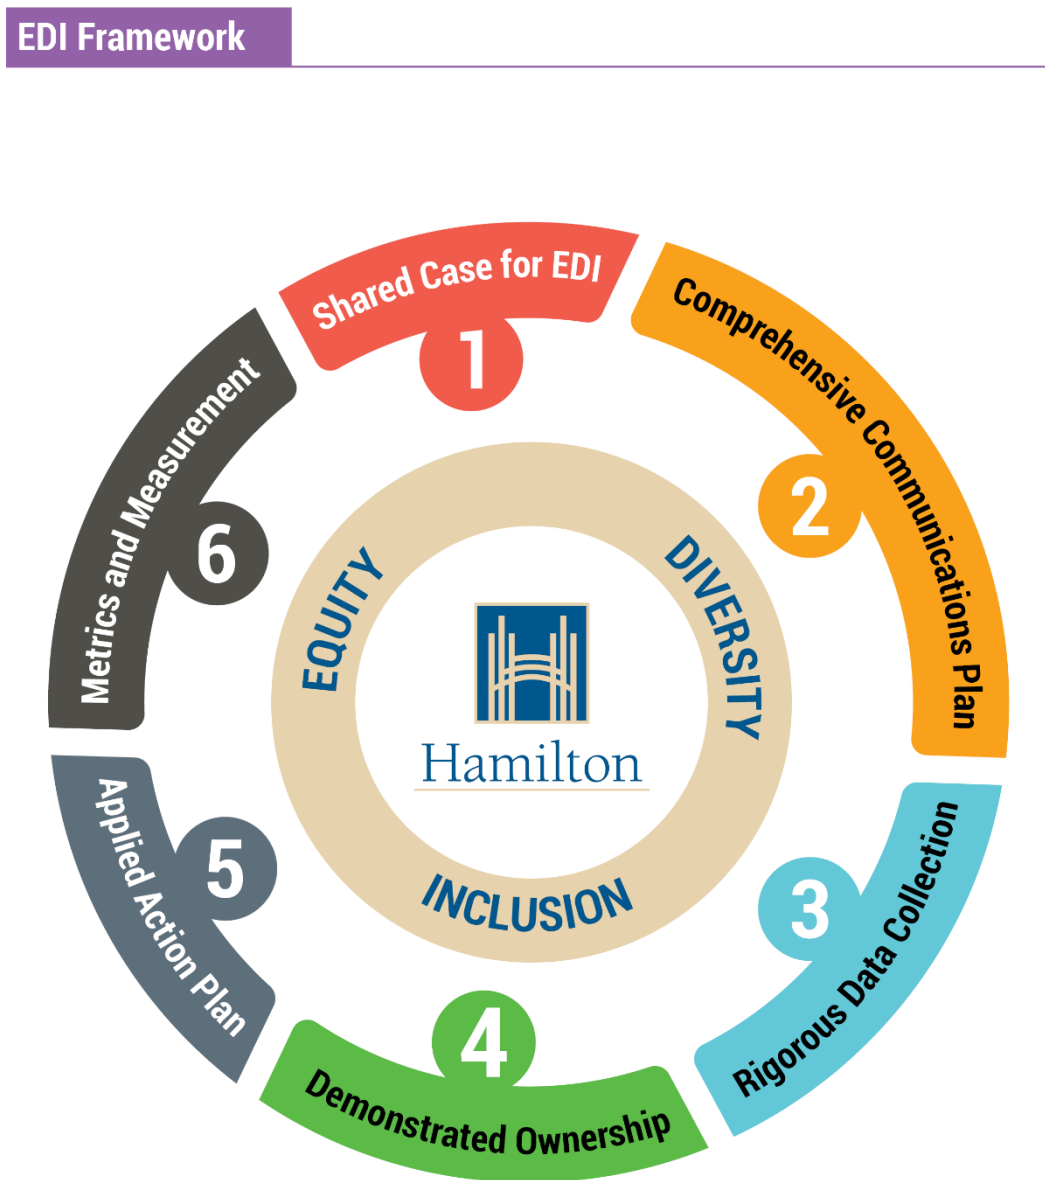 EDI Framework
Shared Case for EDI
1
Comprehensive Communications Plan
2
Rigorous Data Collection
3
Demonstrated Ownership
4
Applied Action Plan
5
Metrics and Measurement
6
EQUITY
DIVERSITY
INCLUSION
Hamilton